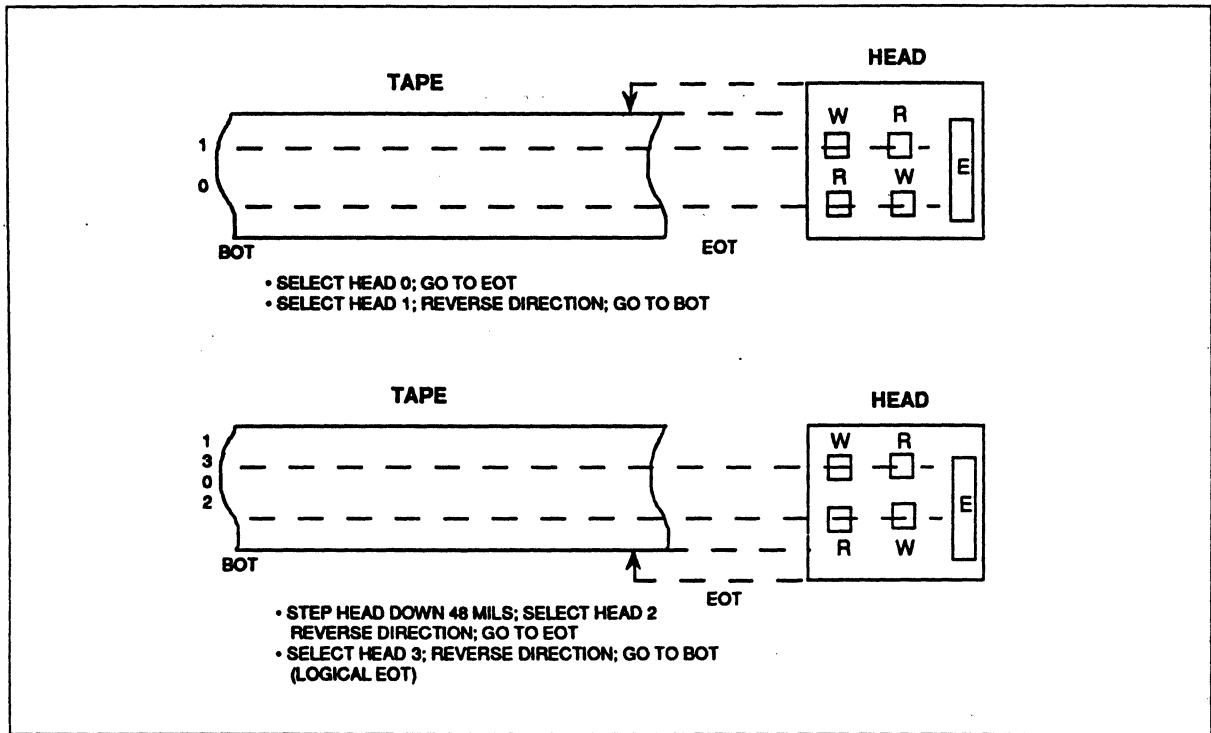 HEAD
TAPE
W R
1
R W
0
E
BOT
EOT
• SELECT HEAD 0; GO TO EOT
• SELECT HEAD 1; REVERSE DIRECTION; GO TO BOT
TAPE
HEAD
1
3
0
2
W R
E
R W
BOT
EOT
• STEP HEAD DOWN 48 MILS; SELECT HEAD 2
REVERSE DIRECTION; GO TO EOT
• SELECT HEAD 3; REVERSE DIRECTION; GO TO BOT
(LOGICAL EOT)